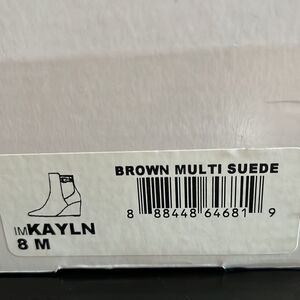 BROWN MULTI SUEDE
8 88448 64681 9
IMKAYLN
8 M